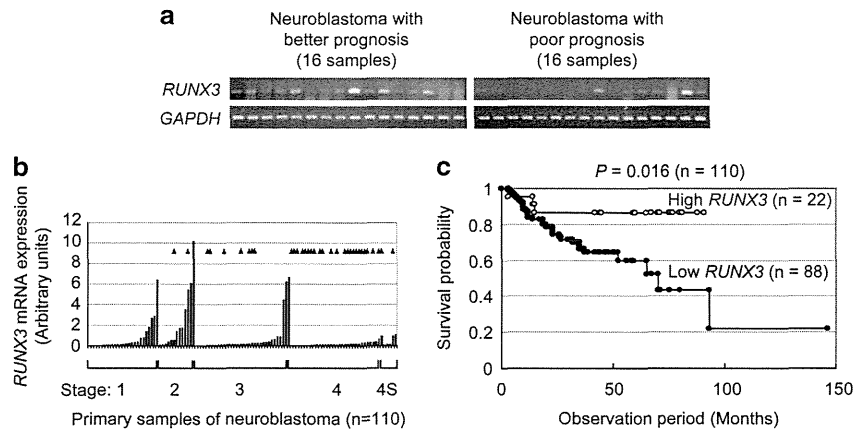 a
Neuroblastoma with
better prognosis
(16 samples)
Neuroblastoma with
poor prognosis
(16 samples)
RUNX3
GAPDH
b
RUNX3 mRNA expression
(Arbitrary units)
12
10
8
6
4
2
0
Stage: 1 2 3 4 4S
Primary samples of neuroblastoma (n=110)
c
P = 0.016 (n = 110)
Survival probability
1
0.8
0.6
0.4
0.2
0
High RUNX3 (n = 22)
Low RUNX3 (n = 88)
0 50 100 150
Observation period (Months)